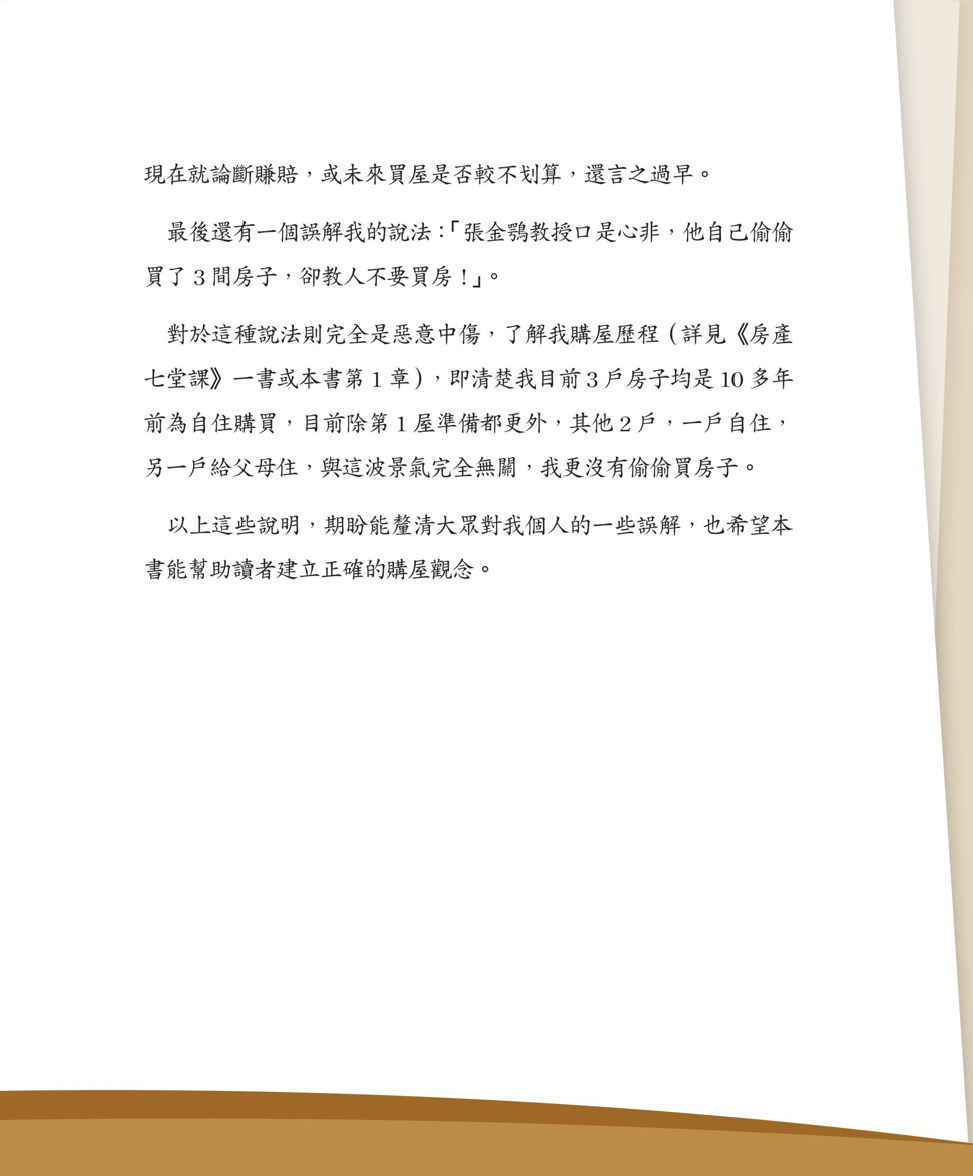 現在就論斷賺賠，或未來買屋是否較不划算，還言之過早。
最後還有一個誤解我的說法：「張金鶚教授口是心非，他自己偷偷
買了 3 間房子，卻教人不要買房！」。
對於這種說法則完全是惡意中傷，了解我購屋歷程（詳見《房產
七堂課》一書或本書第 1 章），即清楚我目前 3 戶房子均是 10 多年
前為自住購買，目前除第 1 屋準備都更外，其他 2 戶，一戶自住，
另一戶給父母住，與這波景氣完全無關，我更沒有偷偷買房子。
以上這些說明，期盼能釐清大眾對我個人的一些誤解，也希望本
書能幫助讀者建立正確的購屋觀念。